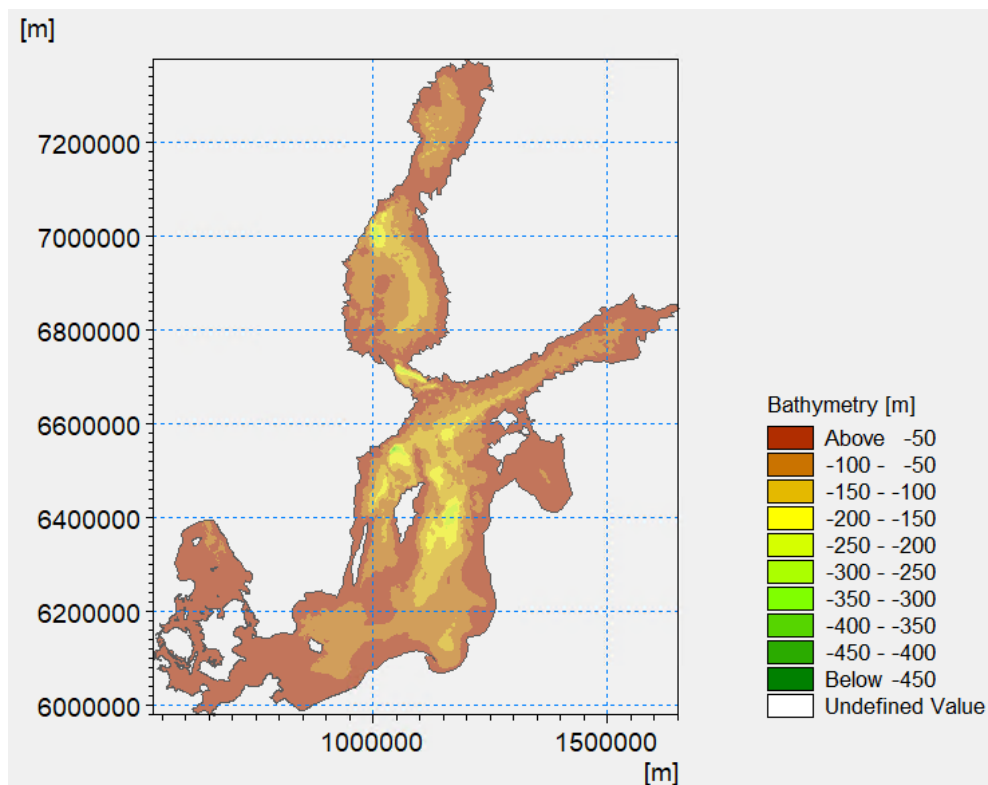 [m]
7200000
7000000
6800000
6600000
6400000
6200000
6000000
1000000 1500000
[m]
Bathymetry [m]
Above -50
-100 - -50
-150 - -100
-200 - -150
-250 - -200
-300 - -250
-350 - -300
-400 - -350
-450 - -400
Below -450
Undefined Value